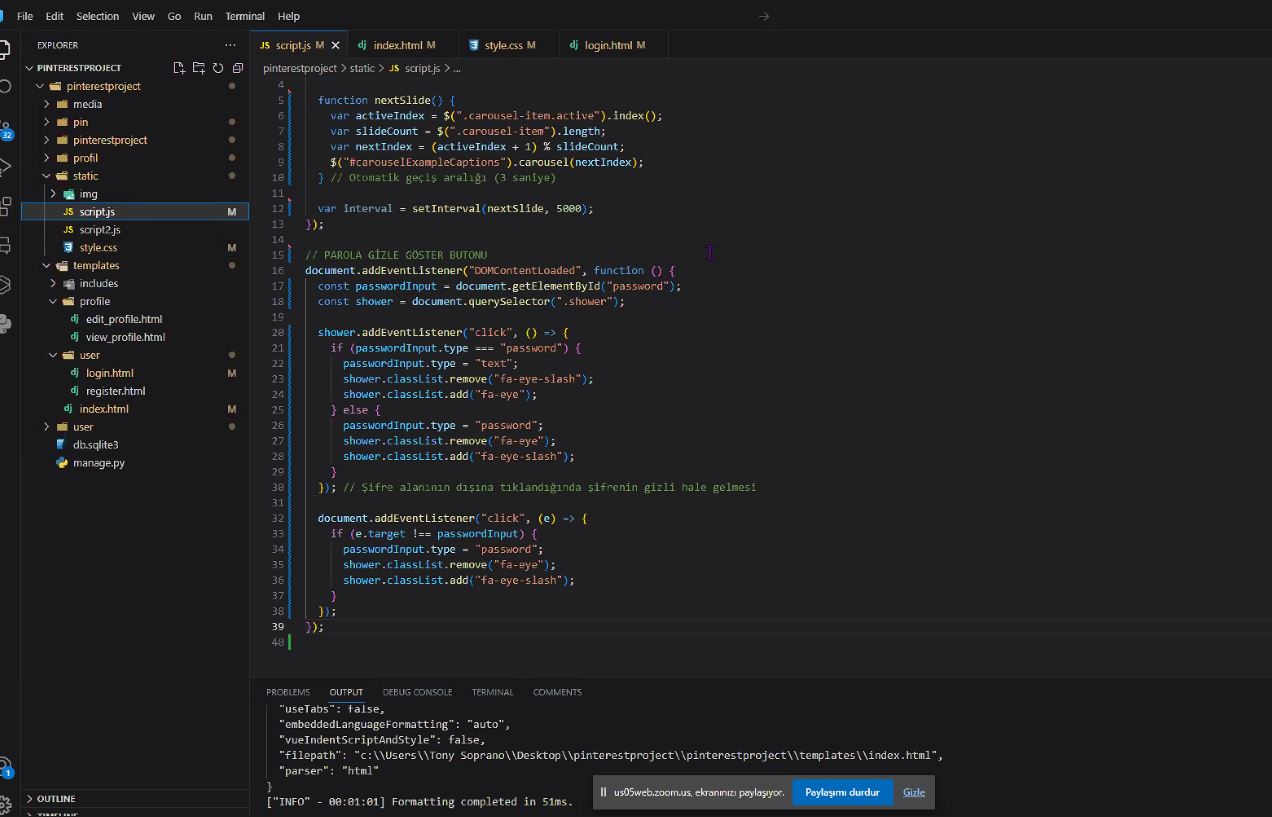 File Edit Selection View Go Run Terminal Help
EXPLORER
PINTERESTPROJECT
pinterestproject
media
pin
pinterestproject
profil
static
img
script.js M
script2.js
style.css M
templates
includes
profile
edit_profile.html
view_profile.html
user
login.html M
register.html
index.html M
user
db.sqlite3
manage.py
OUTLINE
32
1
JS script.js M
dj index.html M
style.css M
dj login.html M
pinterestproject > static > JS script.js > ...
4
5 function nextSlide() {
6 var activeIndex = $(".carousel-item.active").index();
7 var slideCount = $(".carousel-item").length;
8 var nextIndex = (activeIndex + 1) % slideCount;
9 $("#carouselExampleCaptions").carousel(nextIndex);
10 } // Otomatik geçiş aralığı (3 saniye)
11
12 var interval = setInterval(nextSlide, 5000);
13 });
14
15 // PAROLA GİZLE GÖSTER BUTONU
16 document.addEventListener("DOMContentLoaded", function () {
17 const passwordInput = document.getElementById("password");
18 const shower = document.querySelector(".shower");
19
20 shower.addEventListener("click", () => {
21 if (passwordInput.type === "password") {
22 passwordInput.type = "text";
23 shower.classList.remove("fa-eye-slash");
24 shower.classList.add("fa-eye");
25 } else {
26 passwordInput.type = "password";
27 shower.classList.remove("fa-eye");
28 shower.classList.add("fa-eye-slash");
29 }
30 }); // Şifre alanının dışına tıklandığında şifrenin gizli hale gelmesi
31
32 document.addEventListener("click", (e) => {
33 if (e.target !== passwordInput) {
34 passwordInput.type = "password";
35 shower.classList.remove("fa-eye");
36 shower.classList.add("fa-eye-slash");
37 }
38 });
39 });
40
PROBLEMS OUTPUT DEBUG CONSOLE TERMINAL COMMENTS
"useTabs": false,
"embeddedLanguageFormatting": "auto",
"vueIndentScriptAndStyle": false,
"filepath": "c:\\Users\\Tony Soprano\\Desktop\\pinterestproject\\pinterestproject\\templates\\index.html",
"parser": "html"
}
["INFO" - 00:01:01] Formatting completed in 51ms.
us05web.zoom.us, ekranınızı paylaşıyor. Paylaşımı durdur Gizle